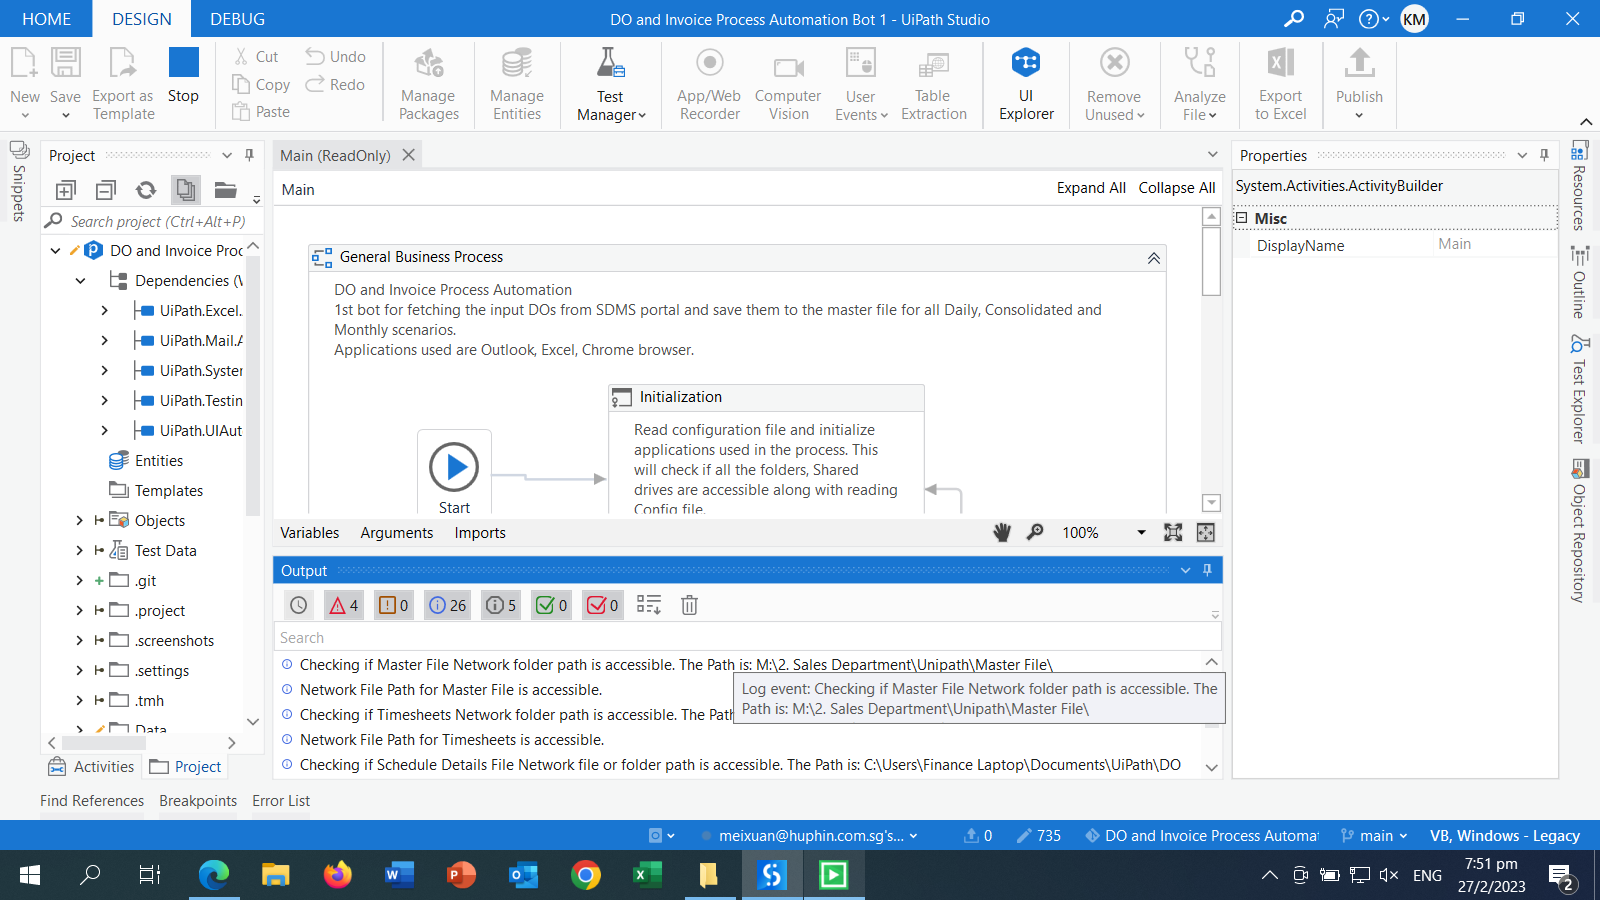 HOME DESIGN DEBUG DO and Invoice Process Automation Bot 1 - UiPath Studio KM
New Save Export as Template Stop Cut Copy Paste Undo Redo Manage Packages Manage Entities Test Manager App/Web Recorder Computer Vision User Events Table Extraction UI Explorer Remove Unused Analyze File Export to Excel Publish
Snippets
Project
Search project (Ctrl+Alt+P)
DO and Invoice Proc
Dependencies (V
UiPath.Excel.
UiPath.Mail.A
UiPath.Syster
UiPath.Testin
UiPath.UIAut
Entities
Templates
Objects
Test Data
.git
.project
.screenshots
.settings
.tmh
Data
Activities Project
Main (ReadOnly)
Main Expand All Collapse All
General Business Process
DO and Invoice Process Automation
1st bot for fetching the input DOs from SDMS portal and save them to the master file for all Daily, Consolidated and
Monthly scenarios.
Applications used are Outlook, Excel, Chrome browser.
Initialization
Read configuration file and initialize
applications used in the process. This
will check if all the folders, Shared
drives are accessible along with reading
Config file.
Start
Variables Arguments Imports 100%
Output
4 0 26 5 0 0
Search
Checking if Master File Network folder path is accessible. The Path is: M:\2. Sales Department\Unipath\Master File\
Network File Path for Master File is accessible.
Log event: Checking if Master File Network folder path is accessible. The
Path is: M:\2. Sales Department\Unipath\Master File\
Checking if Timesheets Network folder path is accessible. The Path
Network File Path for Timesheets is accessible.
Checking if Schedule Details File Network file or folder path is accessible. The Path is: C:\Users\Finance Laptop\Documents\UiPath\DO
Properties
System.Activities.ActivityBuilder
Misc
DisplayName Main
Resources
Outline
Test Explorer
Object Repository
Find References Breakpoints Error List
meixuan@huphin.com.sg's... 0 735 DO and Invoice Process Automat main VB, Windows - Legacy
ENG 7:51 pm
27/2/2023 2